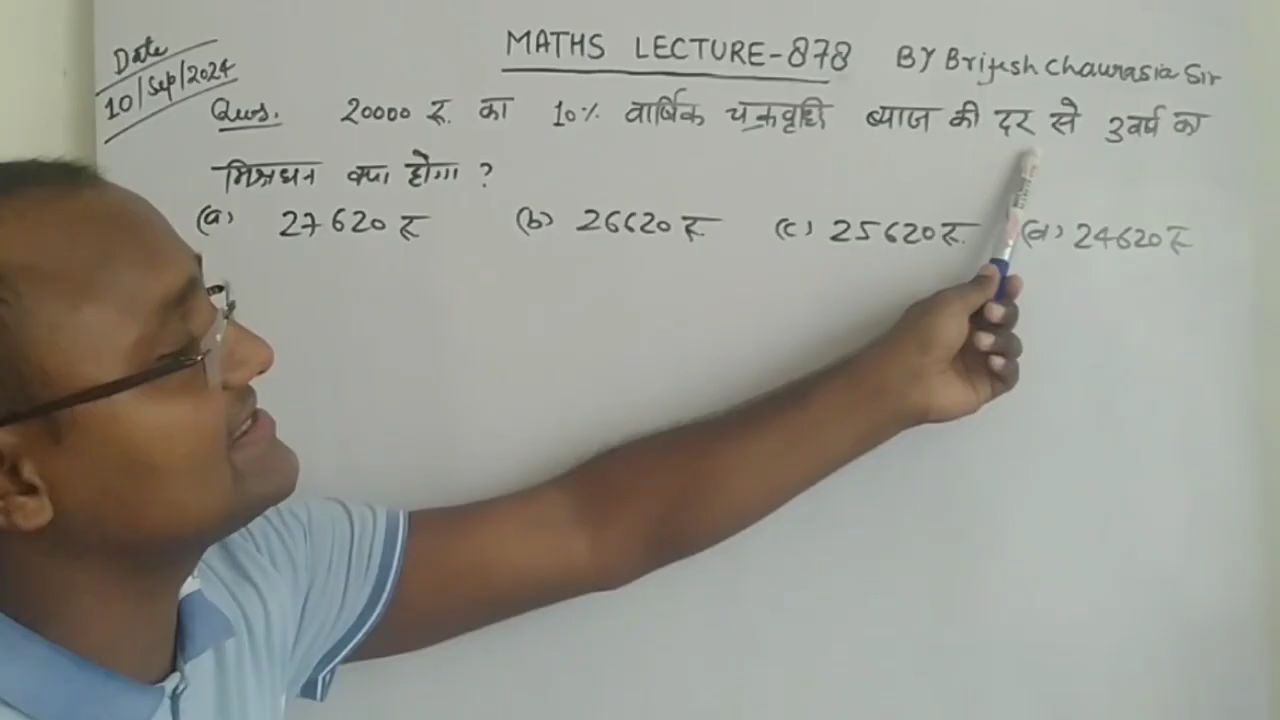 Date
10/Sep/2024
MATHS LECTURE-878 BY Brijesh Chaurasia Sir
Ques. 20000 रु. का 10% वार्षिक चक्रवृधि ब्याज की दर से 3 वर्ष का
मिश्रधन क्या होगा ?
(a) 27620 रु (b) 26620 रु. (c) 25620 रु. (d) 24620 रु